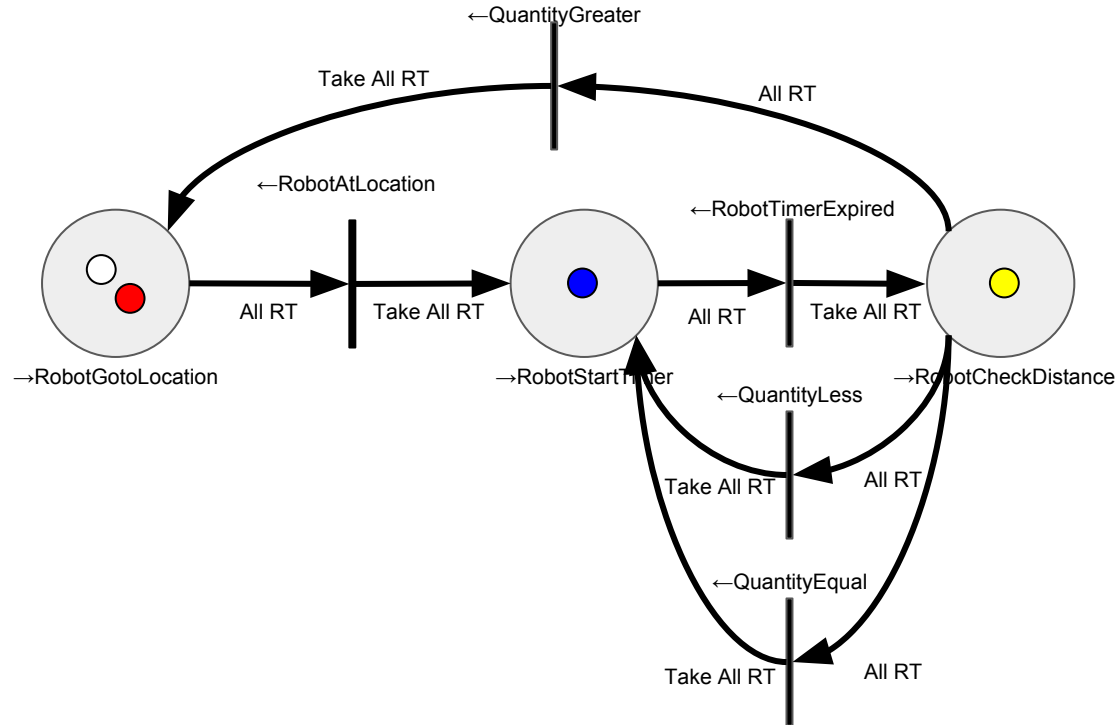 ←QuantityGreater
Take All RT
All RT
←RobotAtLocation
←RobotTimerExpired
All RT
Take All RT
All RT
Take All RT
→RobotGotoLocation
→RobotStartTimer
→RobotCheckDistance
←QuantityLess
Take All RT
All RT
←QuantityEqual
Take All RT
All RT